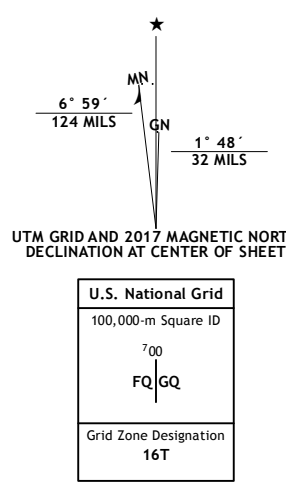 ★
MN.
6° 59´
124 MILS
GN
1° 48´
32 MILS
UTM GRID AND 2017 MAGNETIC NORT
DECLINATION AT CENTER OF SHEET
U.S. National Grid
100,000-m Square ID
700
FQ GQ
Grid Zone Designation
16T